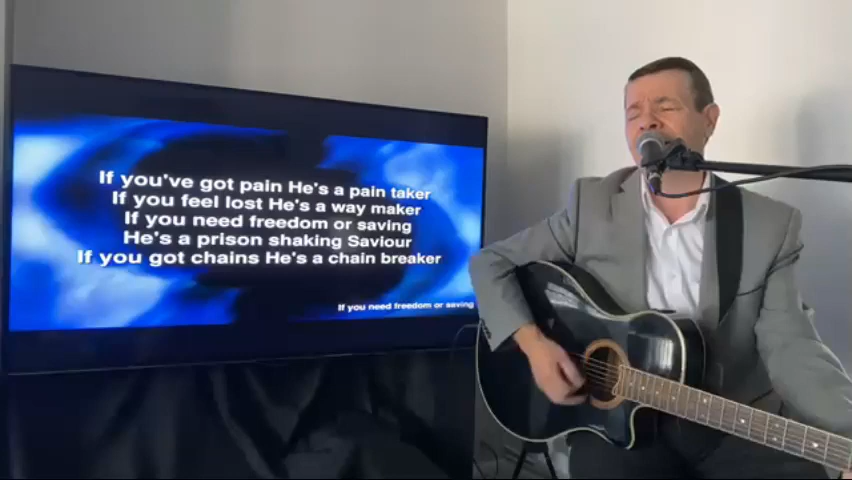 If you've got pain He's a pain taker
If you feel lost He's a way maker
If you need freedom or saving
He's a prison shaking Saviour
If you got chains He's a chain breaker
If you need freedom or saving